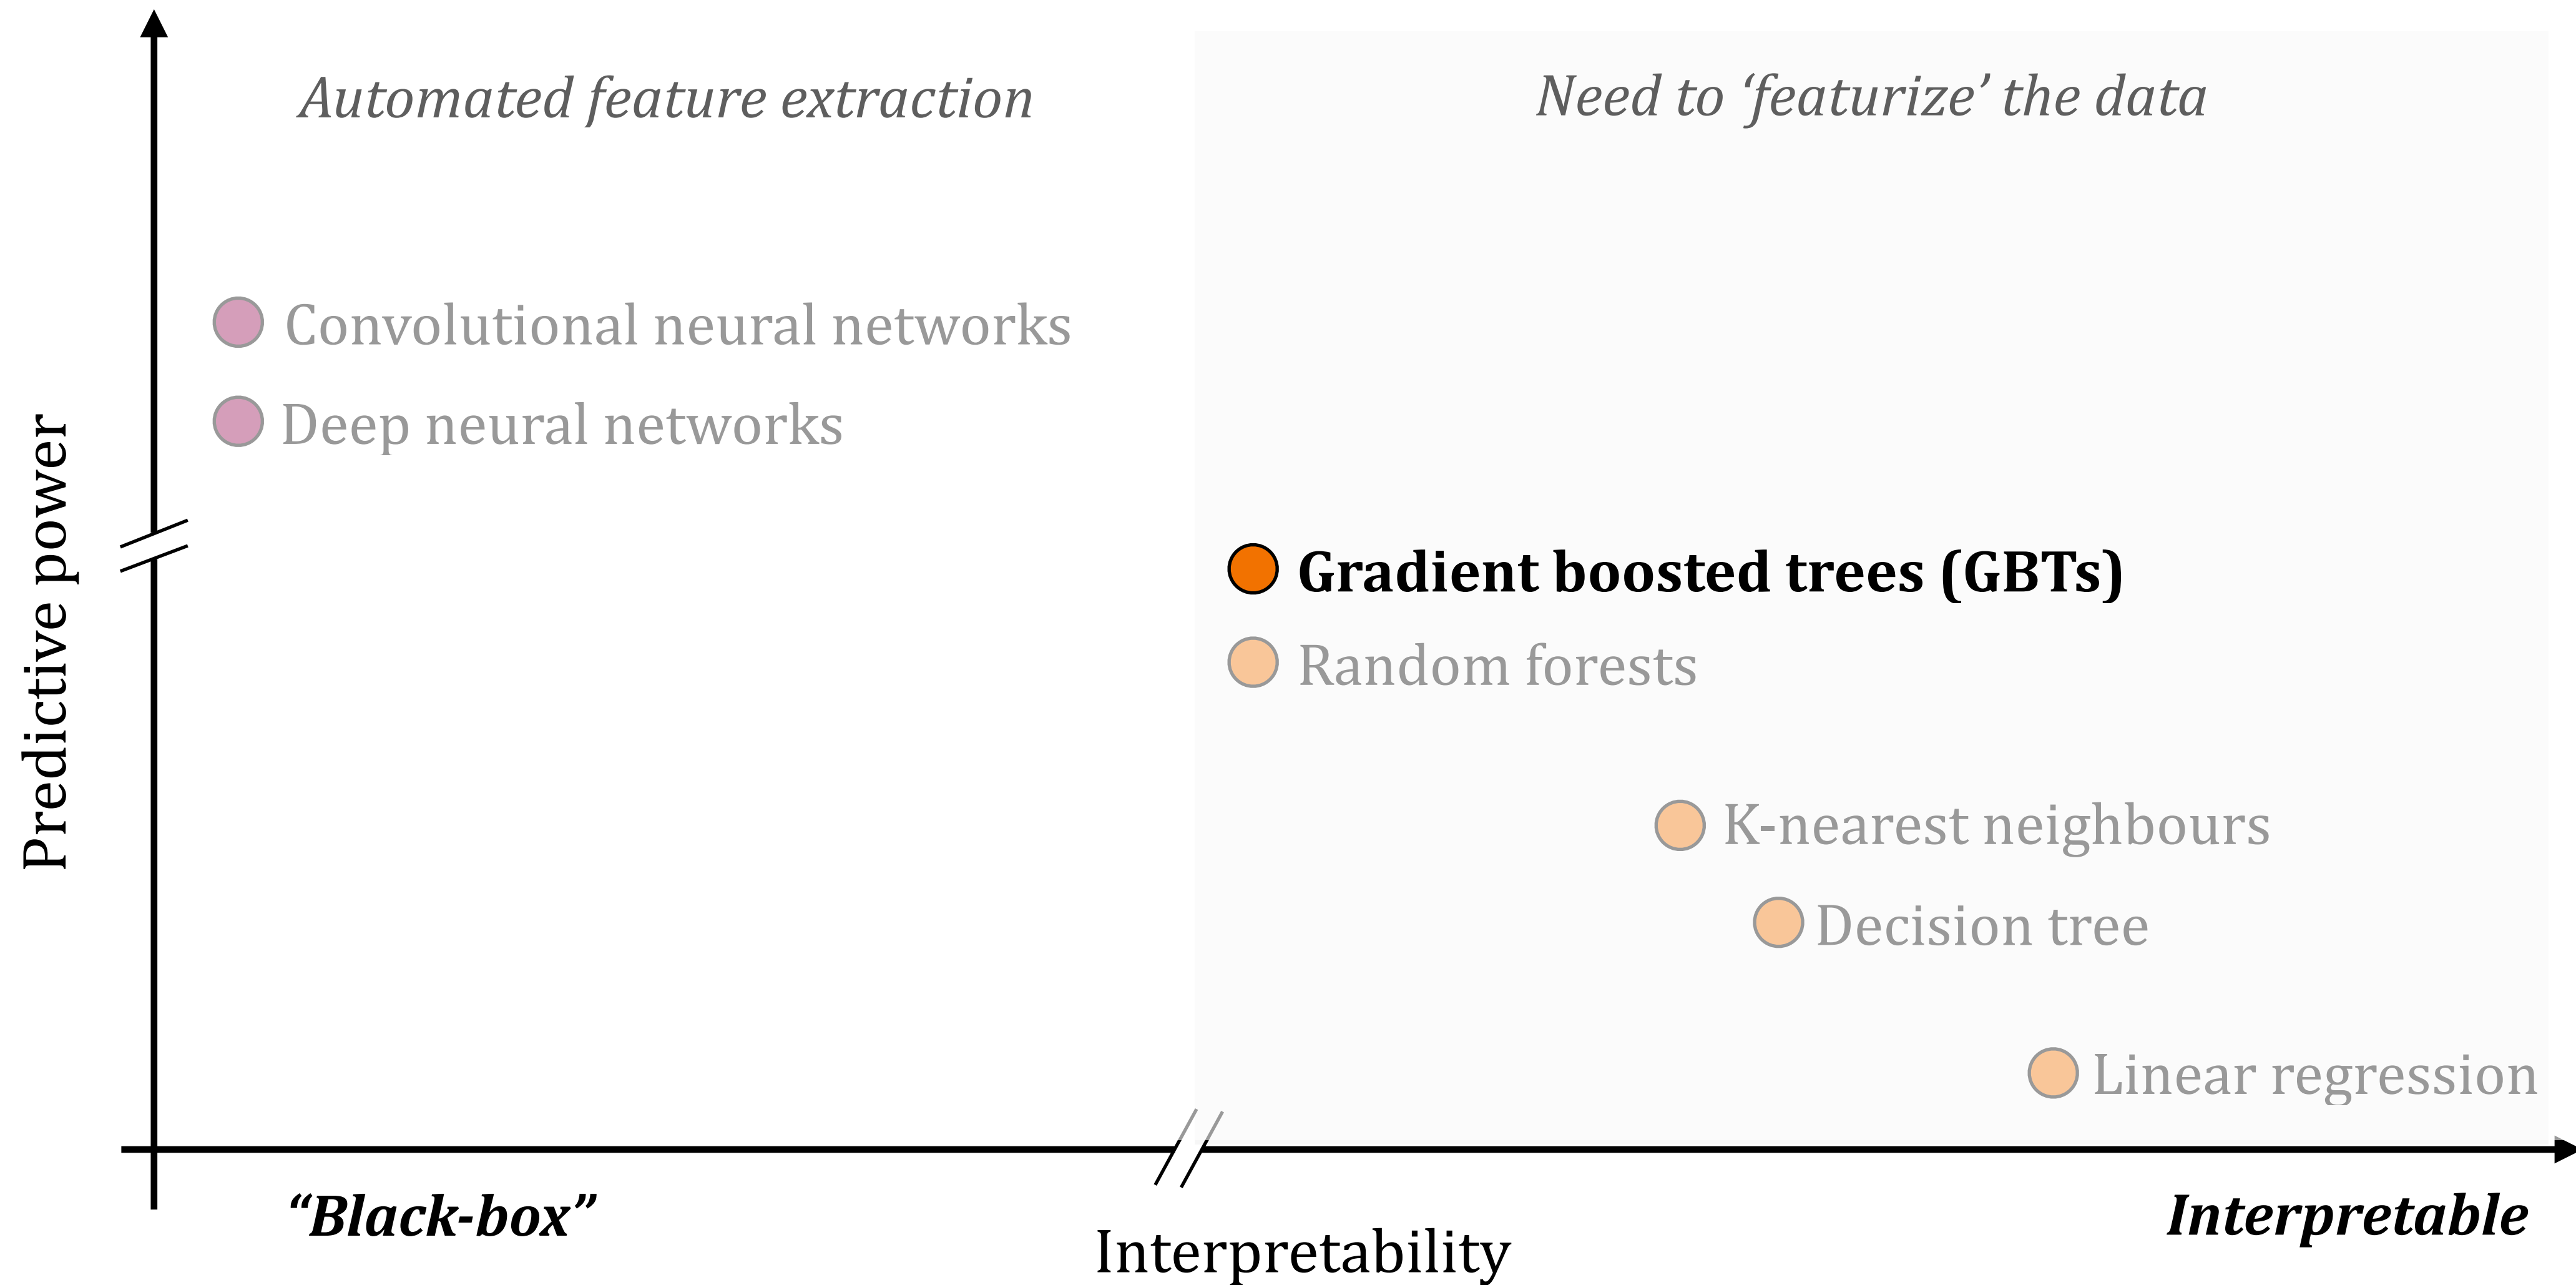 Automated feature extraction
Need to ‘featurize’ the data
Convolutional neural networks
Deep neural networks
Predictive power
Gradient boosted trees (GBTs)
Random forests
K-nearest neighbours
Decision tree
Linear regression
“Black-box”
Interpretability
Interpretable